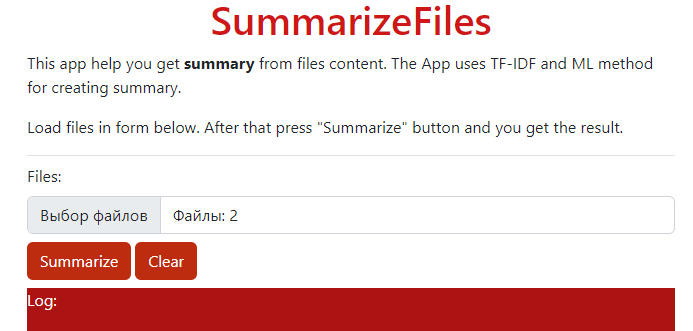 SummarizeFiles
This app help you get summary from files content. The App uses TF-IDF and ML method
for creating summary.
Load files in form below. After that press "Summarize" button and you get the result.
Files:
Выбор файлов Файлы: 2
Summarize Clear
Log: